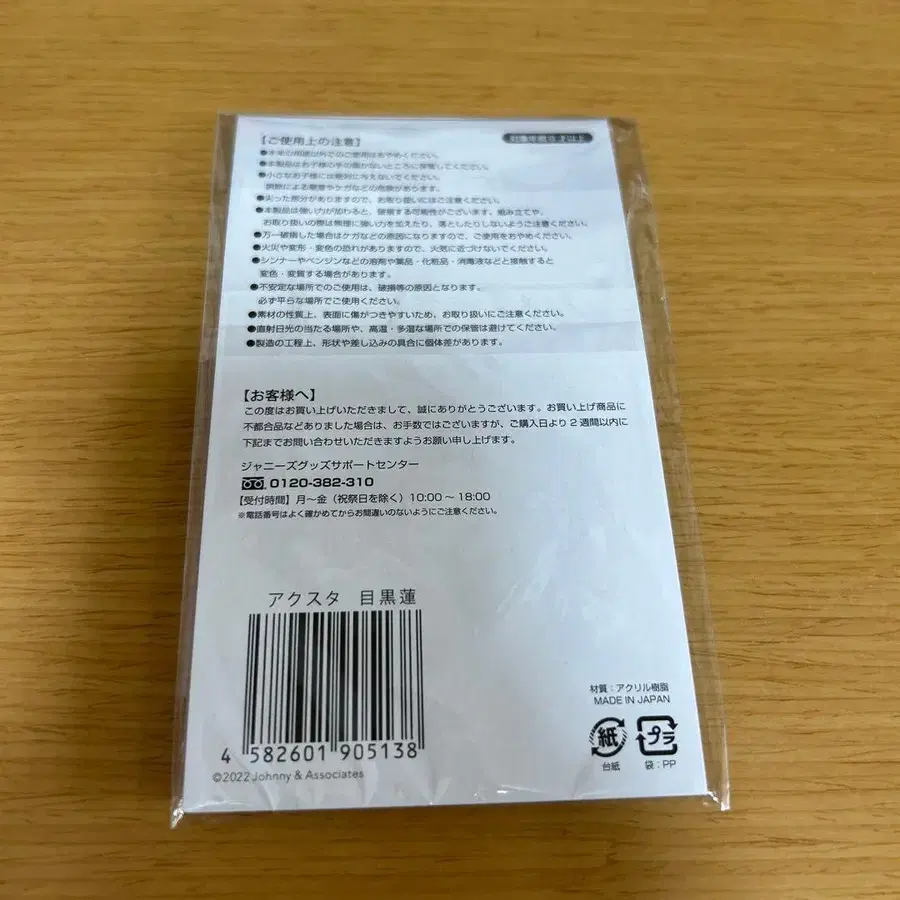 【ご使用上の注意】
対象年齢15才以上
●本来の用途以外でのご使用はおやめください。
●本製品はお子様の手の届かないところに保管してください。
●小さなお子様には絶対に与えないでください。
誤飲による窒息やケガなどの危険があります。
●尖った部分がありますので、お取り扱いにはご注意ください。
●本製品は強い力が加わると、破損する可能性がございます。組み立てや、
お取り扱いの際は無理に強い力を加えたり、落としたりしないようご注意ください。
●万一破損した場合はケガなどの原因になりますので、ご使用をおやめください。
●火災や変形・変色の恐れがありますので、火気に近づけないでください。
●シンナーやベンジンなどの溶剤や薬品・化粧品・消毒液などと接触すると
変色・変質する場合があります。
●不安定な場所でのご使用は、破損等の原因となります。
必ず平らな場所でご使用ください。
●素材の性質上、表面に傷がつきやすいため、お取り扱いにご注意ください。
●直射日光の当たる場所や、高温・多湿な場所での保管は避けてください。
●製造の工程上、形状や差し込みの具合に個体差があります。
【お客様へ】
この度はお買い上げいただきまして、誠にありがとうございます。お買い上げ商品に
不都合品などありました場合は、お手数ではございますが、ご購入日より2週間以内に
下記までお問い合わせいただきますようお願い申し上げます。
ジャニーズグッズサポートセンター
0120-382-310
【受付時間】月～金（祝祭日を除く）10:00～18:00
※電話番号はよく確かめてからお間違いのないようにご注意ください。
アクスタ 目黒蓮
4 582601 905138
©2022 Johnny & Associates
材質：アクリル樹脂
MADE IN JAPAN
紙 プラ
台紙 袋：PP